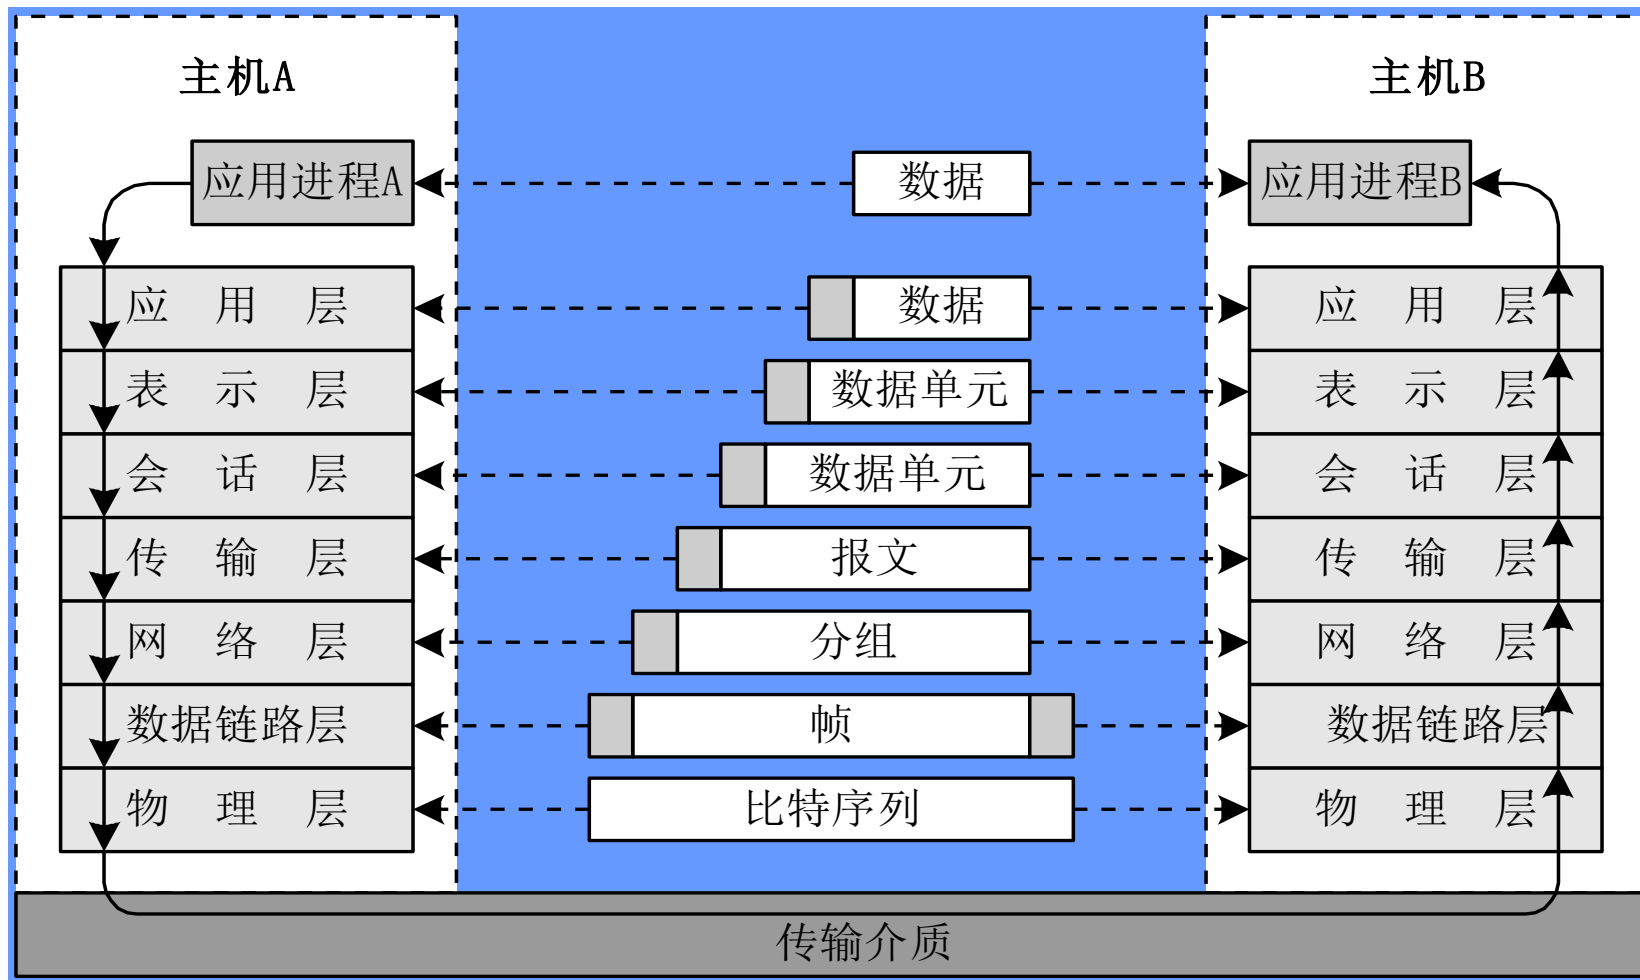 主机A
主机B
应用进程A
数据
应用进程B
应用层
数据
应用层
表示层
数据单元
表示层
会话层
数据单元
会话层
传输层
报文
传输层
网络层
分组
网络层
数据链路层
帧
数据链路层
物理层
比特序列
物理层
传输介质